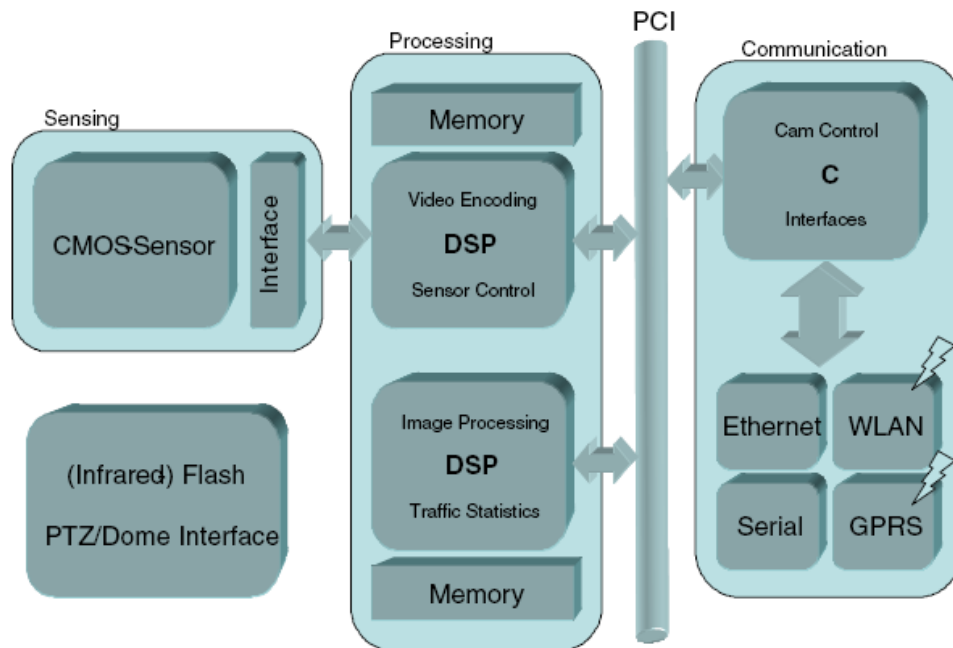 Sensing
CMOS-Sensor
Interface
(Infrared-) Flash
PTZ/Dome Interface
Processing
Memory
Video Encoding
DSP
Sensor Control
Image Processing
DSP
Traffic Statistics
Memory
PCI
Communication
Cam Control
C
Interfaces
Ethernet
WLAN
Serial
GPRS